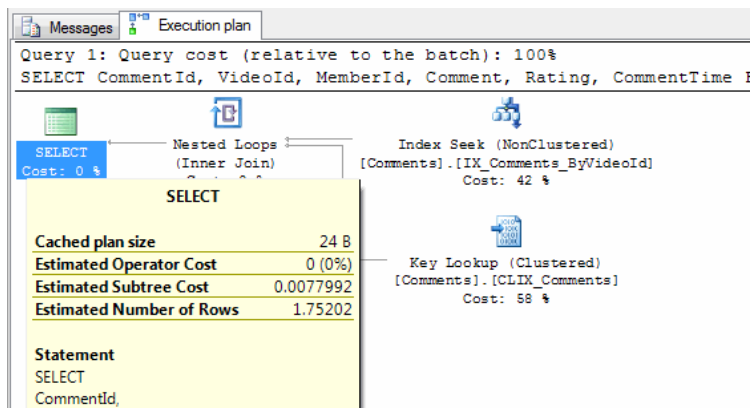 Messages
Execution plan
Query 1: Query cost (relative to the batch): 100%
SELECT CommentId, VideoId, MemberId, Comment, Rating, CommentTime
SELECT
Cost: 0 %
Nested Loops
(Inner Join)
Index Seek (NonClustered)
[Comments].[IX_Comments_ByVideoId]
Cost: 42 %
Key Lookup (Clustered)
[Comments].[CLIX_Comments]
Cost: 58 %
SELECT
Cached plan size 24 B
Estimated Operator Cost 0 (0%)
Estimated Subtree Cost 0.0077992
Estimated Number of Rows 1.75202
Statement
SELECT
CommentId,